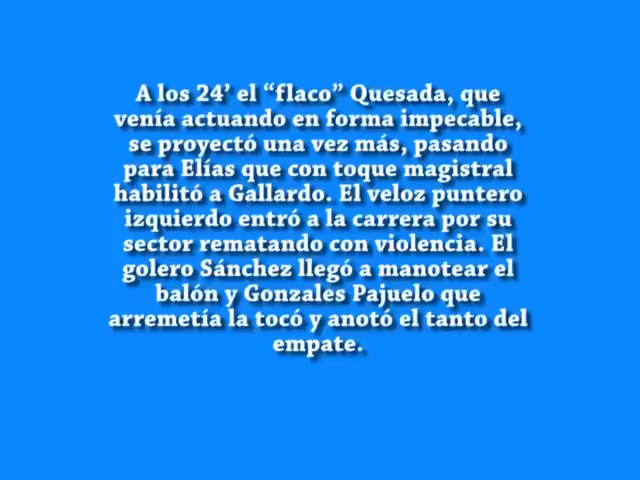 A los 24’ el “flaco” Quesada, que
venía actuando en forma impecable,
se proyectó una vez más, pasando
para Elías que con toque magistral
habilitó a Gallardo. El veloz puntero
izquierdo entró a la carrera por su
sector rematando con violencia. El
golero Sánchez llegó a manotear el
balón y Gonzales Pajuelo que
arremetía la tocó y anotó el tanto del
empate.